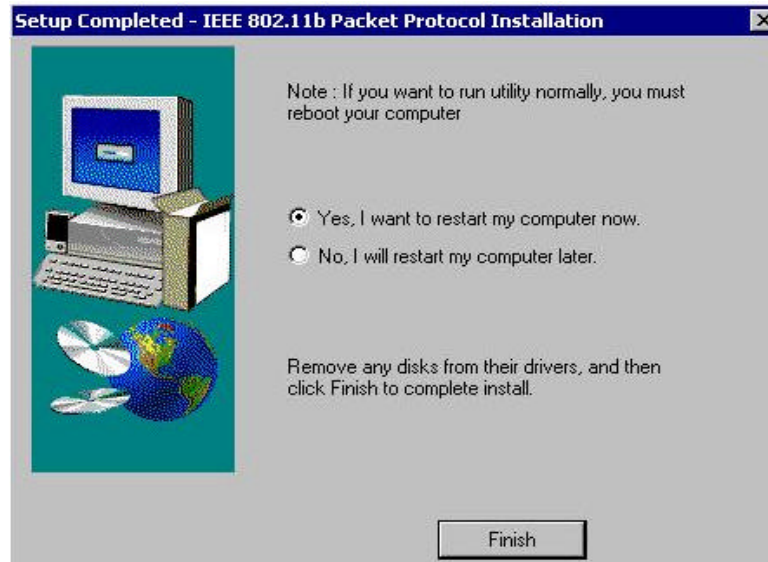 Setup Completed - IEEE 802.11b Packet Protocol Installation
Note : If you want to run utility normally, you must
reboot your computer
Yes, I want to restart my computer now.
No, I will restart my computer later.
Remove any disks from their drivers, and then
click Finish to complete install.
Finish